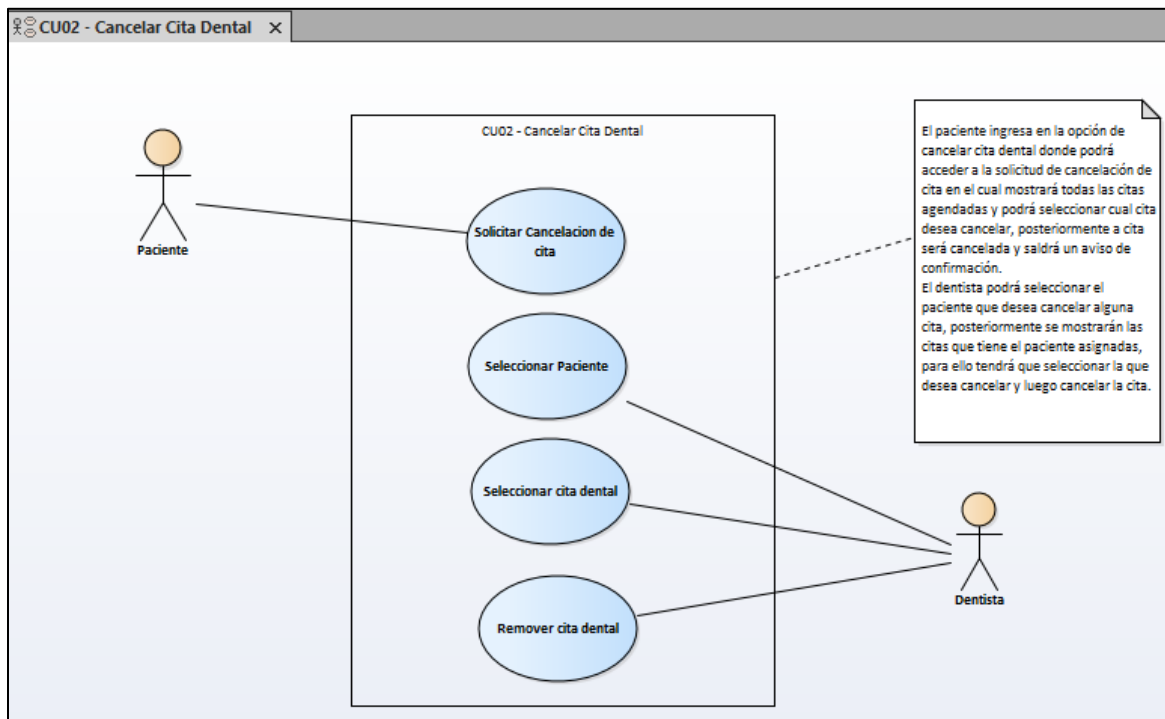 CU02 - Cancelar Cita Dental
CU02 - Cancelar Cita Dental
Paciente
Solicitar Cancelacion de
cita
Seleccionar Paciente
Seleccionar cita dental
Remover cita dental
El paciente ingresa en la opción de
cancelar cita dental donde podrá
acceder a la solicitud de cancelación de
cita en el cual mostrará todas las citas
agendadas y podrá seleccionar cual cita
desea cancelar, posteriormente a cita
será cancelada y saldrá un aviso de
confirmación.
El dentista podrá seleccionar el
paciente que desea cancelar alguna
cita, posteriormente se mostrarán las
citas que tiene el paciente asignadas,
para ello tendrá que seleccionar la que
desea cancelar y luego cancelar la cita.
Dentista